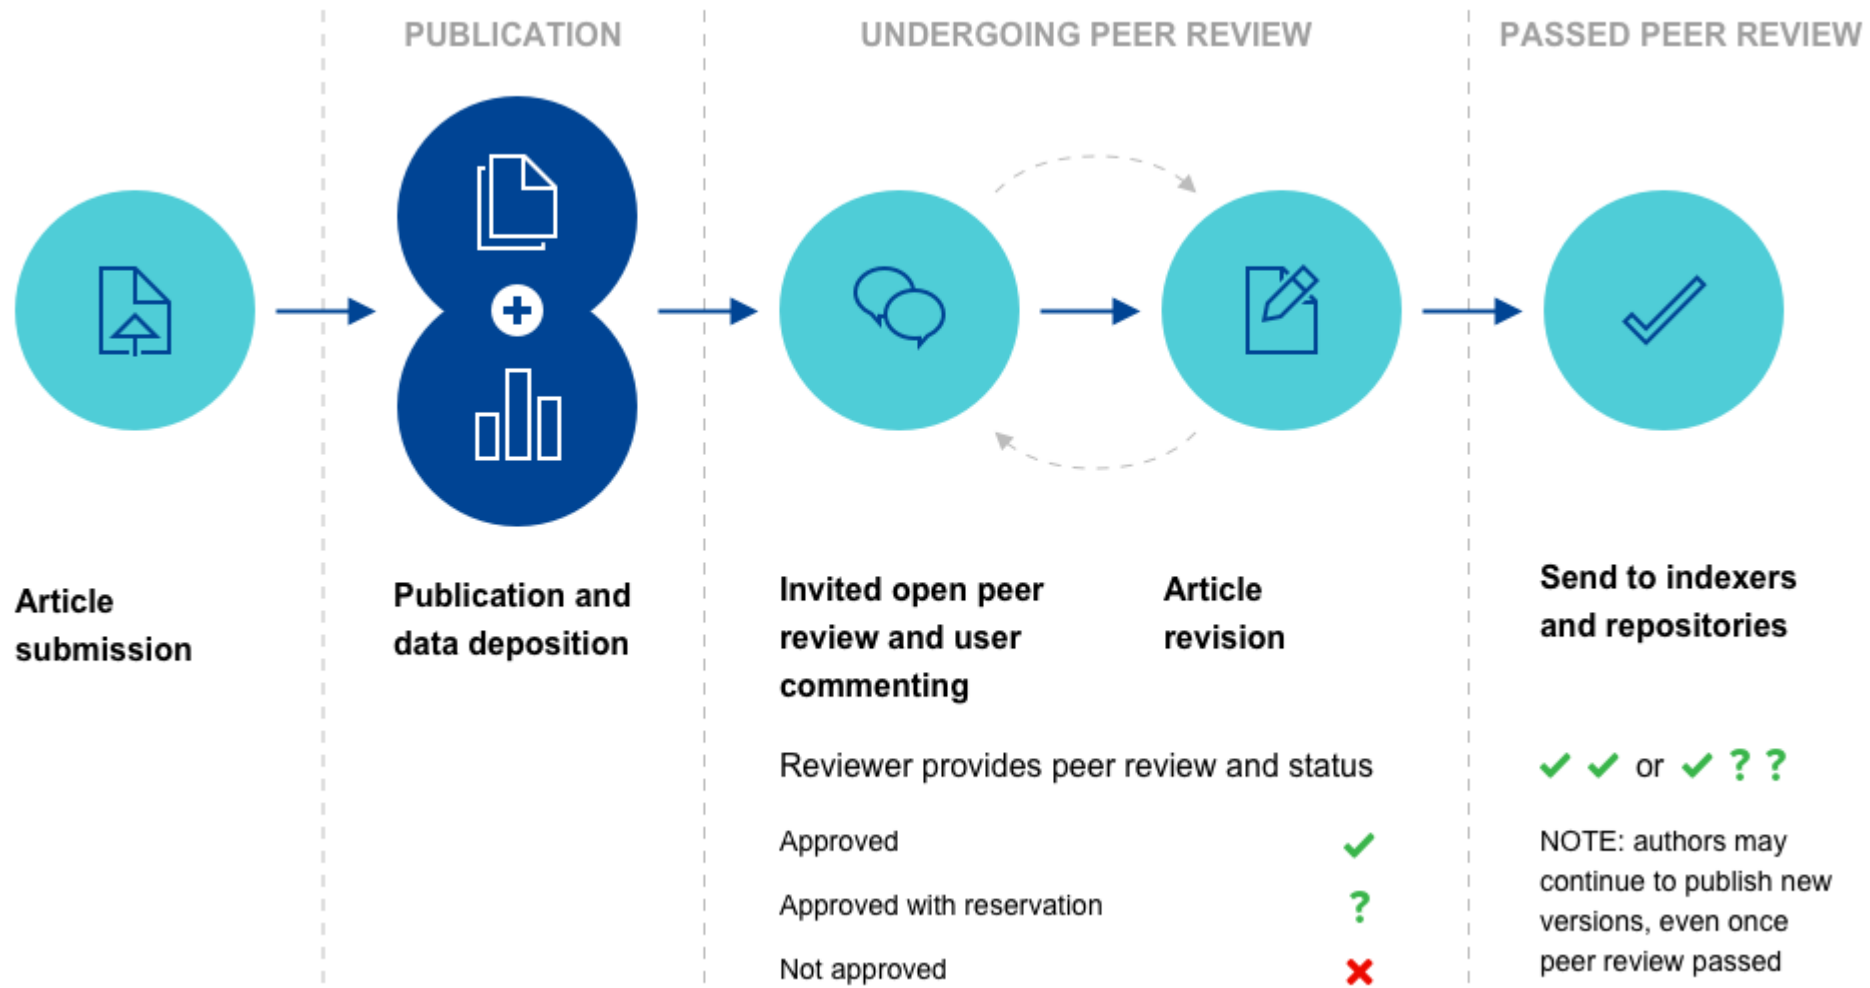 PUBLICATION
UNDERGOING PEER REVIEW
PASSED PEER REVIEW
Article
submission
Publication and
data deposition
Invited open peer
review and user
commenting
Article
revision
Send to indexers
and repositories
Reviewer provides peer review and status
Approved
Approved with reservation
?
Not approved
or
? ?
NOTE: authors may
continue to publish new
versions, even once
peer review passed